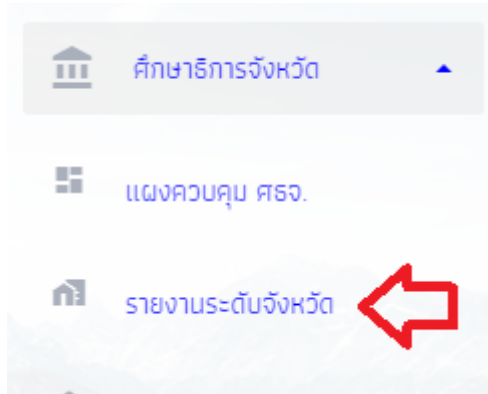 ศึกษาธิการจังหวัด
แผงควบคุม ศธจ.
รายงานระดับจังหวัด